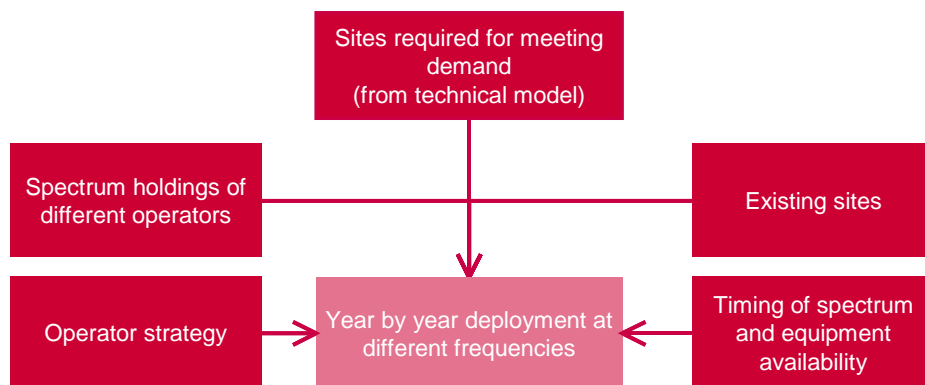 Sites required for meeting
demand
(from technical model)
Spectrum holdings of
different operators
Existing sites
Operator strategy
Year by year deployment at
different frequencies
Timing of spectrum
and equipment
availability